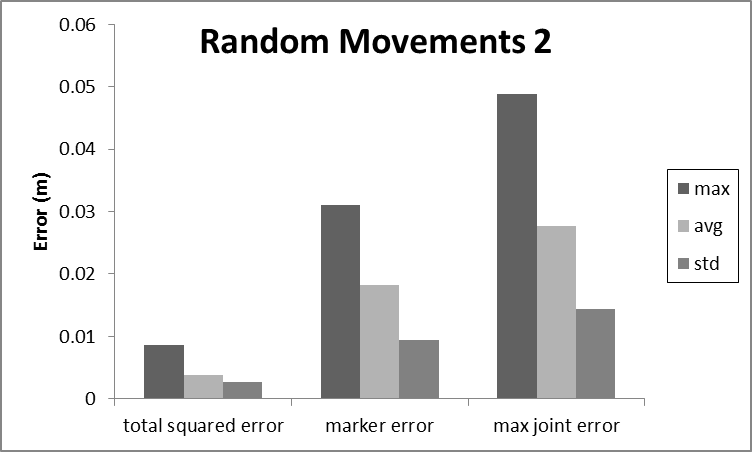 Random Movements 2
0.06
0.05
0.04
0.03
0.02
0.01
0
Error (m)
total squared error
marker error
max joint error
max
avg
std